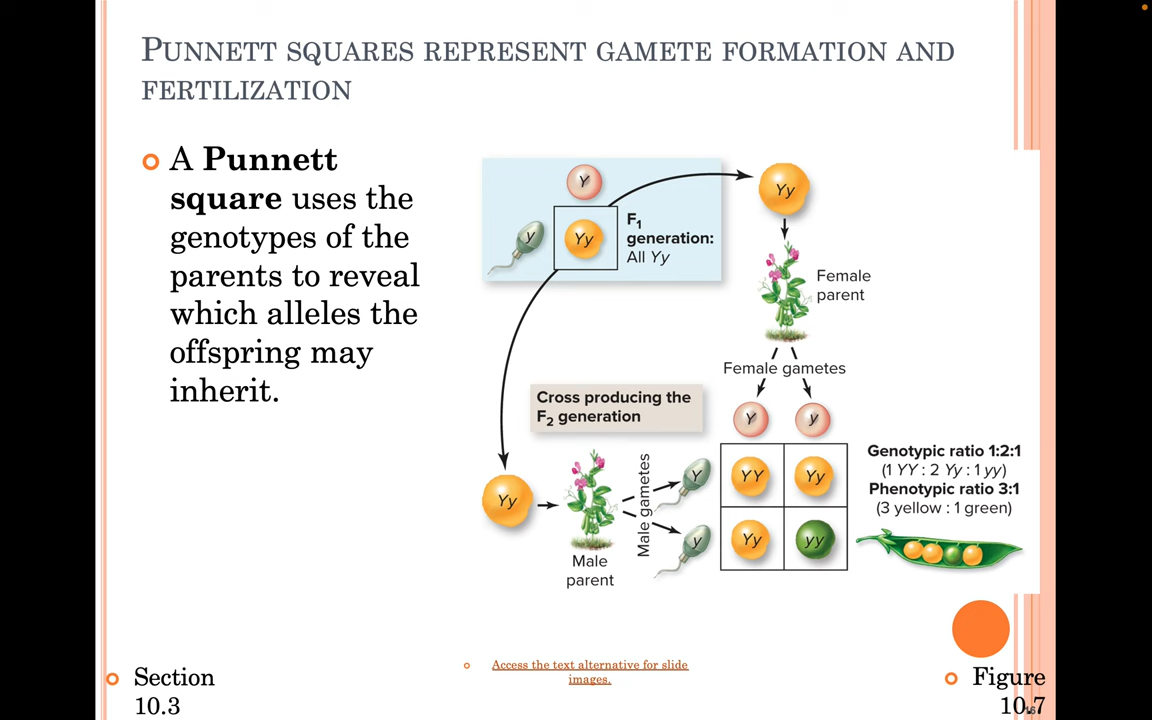 PUNNETT SQUARES REPRESENT GAMETE FORMATION AND
FERTILIZATION
A Punnett
square uses the
genotypes of the
parents to reveal
which alleles the
offspring may
inherit.
Y
y
Yy
F1
generation:
All Yy
Yy
Female
parent
Female gametes
Cross producing the
F2 generation
Y
y
Yy
Male
parent
Male gametes
Y
y
YY
Yy
Yy
yy
Genotypic ratio 1:2:1
(1 YY : 2 Yy : 1 yy)
Phenotypic ratio 3:1
(3 yellow : 1 green)
Section
10.3
Access the text alternative for slide
images.
Figure
10.7
16